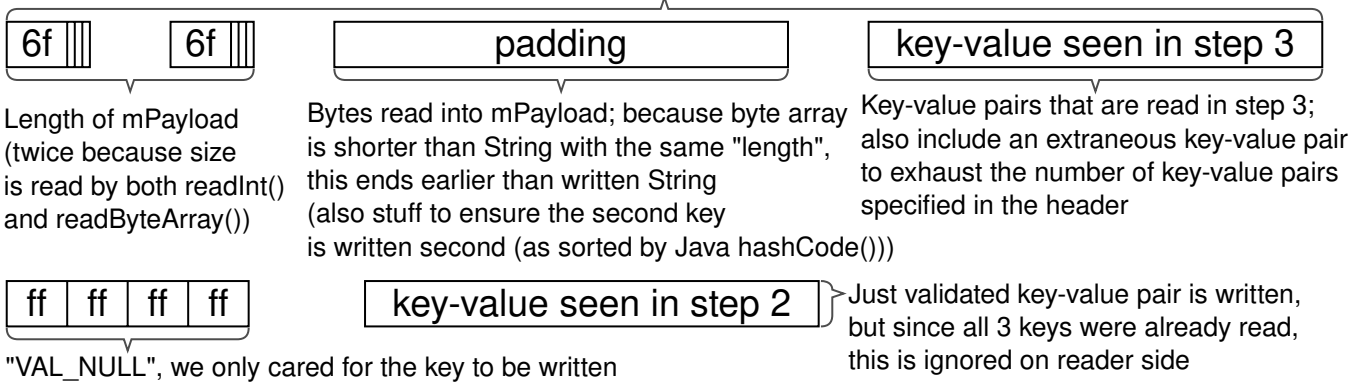 6f 6f padding key-value seen in step 3
Length of mPayload
(twice because size
is read by both readInt()
and readByteArray())
Bytes read into mPayload; because byte array
is shorter than String with the same "length",
this ends earlier than written String
(also stuff to ensure the second key
is written second (as sorted by Java hashCode()))
Key-value pairs that are read in step 3;
also include an extraneous key-value pair
to exhaust the number of key-value pairs
specified in the header
ff ff ff ff key-value seen in step 2
Just validated key-value pair is written,
but since all 3 keys were already read,
this is ignored on reader side
"VAL_NULL", we only cared for the key to be written